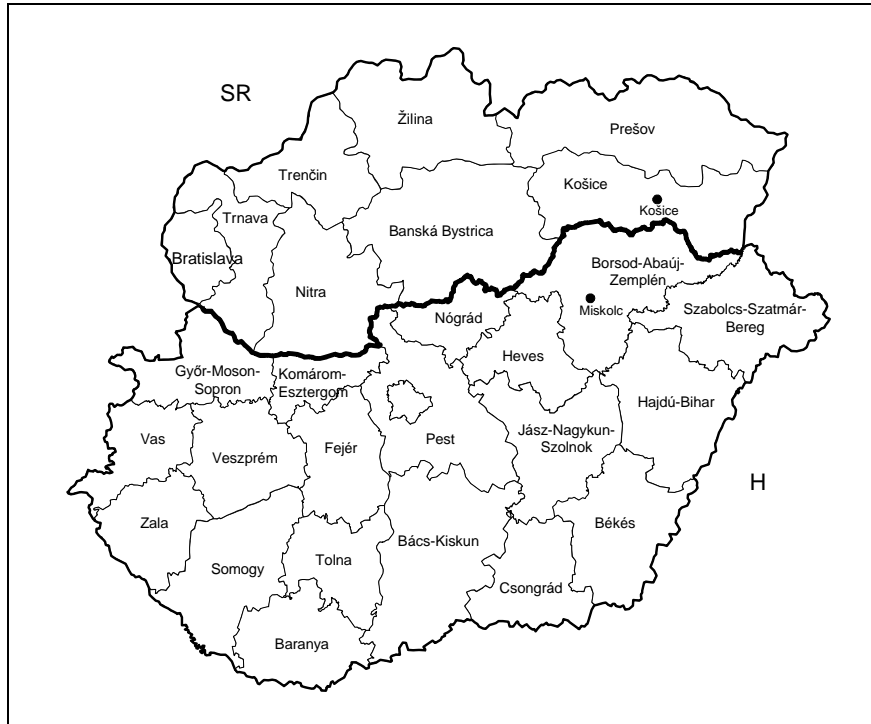 SR
Žilina
Prešov
Trenčin
Košice
Trnava
Košice
Banská Bystrica
Bratislava
Nitra
Borsod-Abaúj-
Zemplén
Miskolc
Szabolcs-Szatmár-
Bereg
Nógrád
Heves
Győr-Moson-
Sopron
Komárom-
Esztergom
Hajdú-Bihar
Vas
Veszprém
Fejér
Pest
Jász-Nagykun-
Szolnok
H
Zala
Békés
Bács-Kiskun
Somogy
Tolna
Csongrád
Baranya